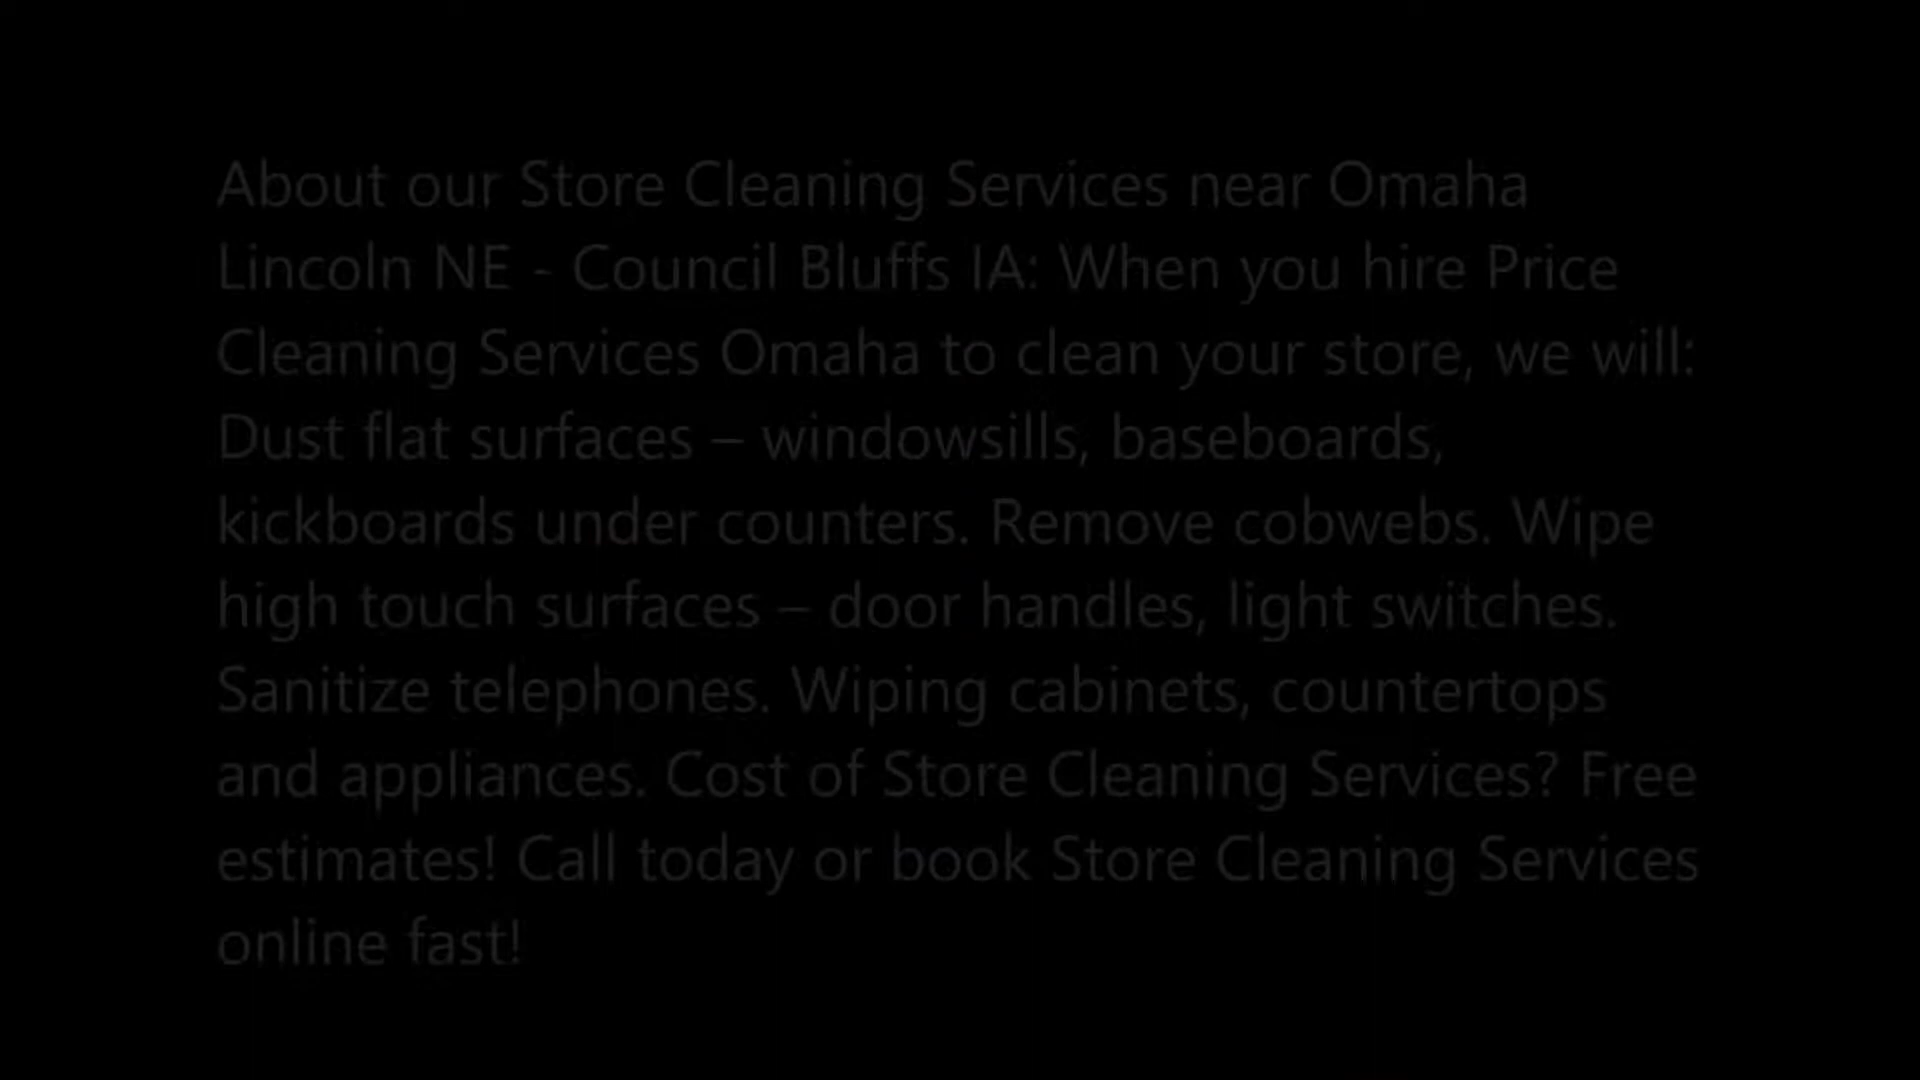 About our Store Cleaning Services near Omaha
Lincoln NE - Council Bluffs IA: When you hire Price
Cleaning Services Omaha to clean your store, we will:
Dust flat surfaces – windowsills, baseboards,
kickboards under counters. Remove cobwebs. Wipe
high touch surfaces – door handles, light switches.
Sanitize telephones. Wiping cabinets, countertops
and appliances. Cost of Store Cleaning Services? Free
estimates! Call today or book Store Cleaning Services
online fast!